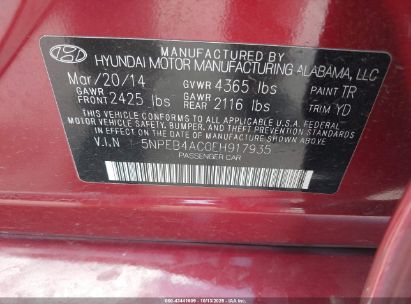 MANUFACTURED BY
HYUNDAI MOTOR MANUFACTURING ALABAMA, LLC
Mar/20/14 GVWR 4365 lbs PAINT TR
GAWR FRONT 2425 lbs GAWR REAR 2116 lbs TRIM YD
THIS VEHICLE CONFORMS TO ALL APPLICABLE U.S.A. FEDERAL
MOTOR VEHICLE SAFETY, BUMPER, AND THEFT PREVENTION STANDARDS
IN EFFECT ON THE DATE OF MANUFACTURE SHOWN ABOVE.
V.I.N 5NPEB4AC0EH917935
PASSENGER CAR